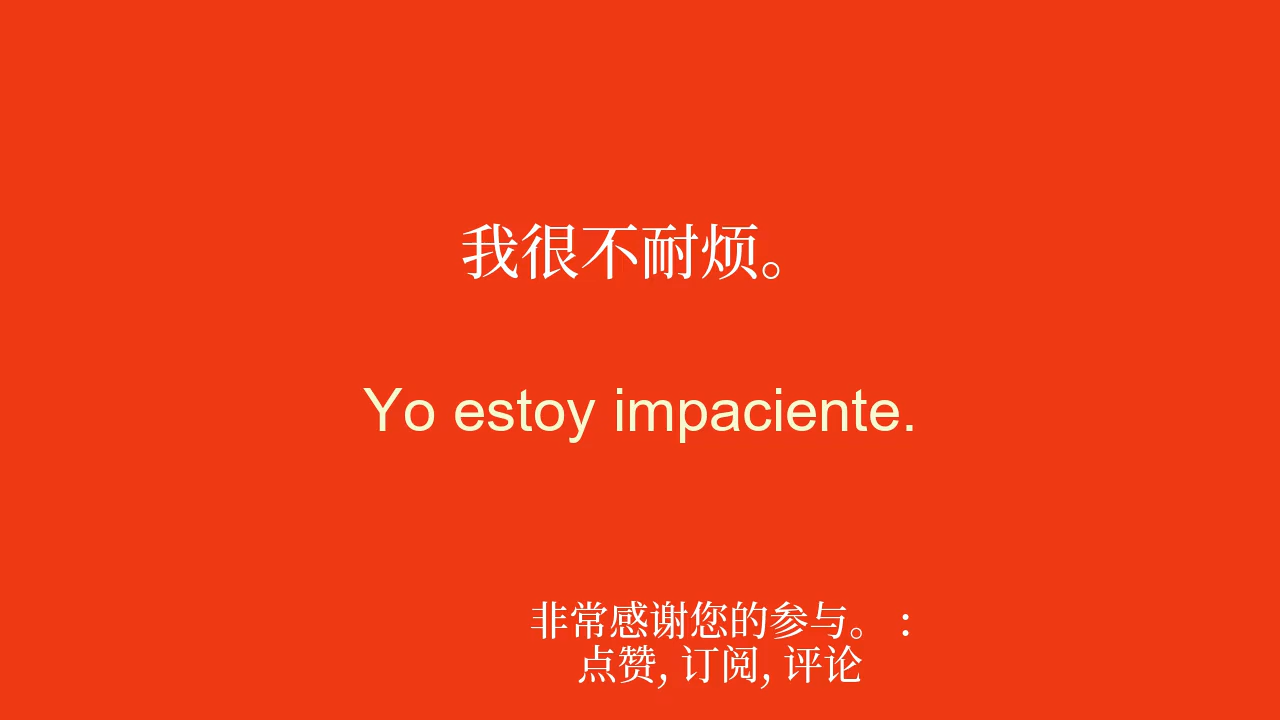 我很不耐烦。
Yo estoy impaciente.
非常感谢您的参与。 :
点赞, 订阅, 评论